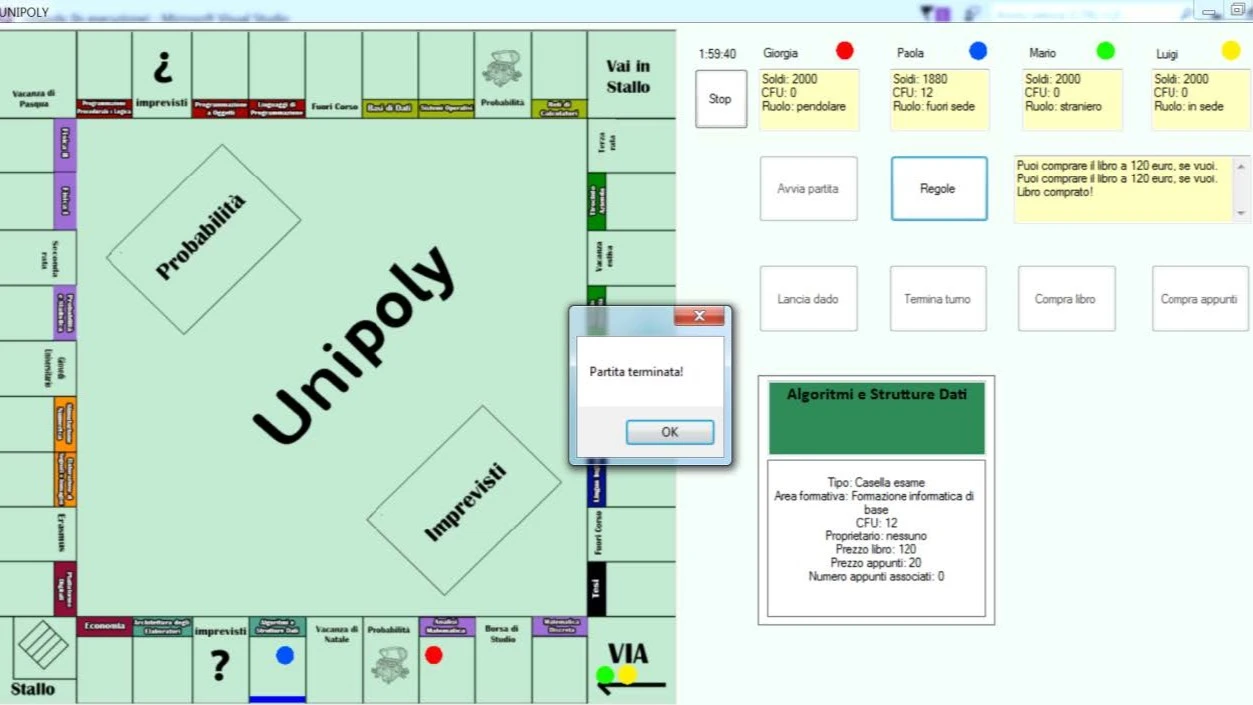 UNIPOLY
Vacanza di
Pasqua
Programmazione
Procedurale e Logica
¿
imprevisti
Programmazione
a Oggetti
Linguaggi di
Programmazione
Fuori Corso
Basi di Dati
Sistemi Operativi
Probabilità
Reti di
Calcolatori
Vai in
Stallo
Fisica II
Fisica I
Seconda
rata
Probabilità
e Statistica
Giovedì
Universitario
Erasmus
Terza
rata
Vacanza
estiva
Fuori Corso
Tesi
Probabilità
Unipoly
Imprevisti
Stallo
Economia
Architettura degli
Elaboratori
imprevisti
?
Algoritmi e
Strutture Dati
Vacanza di
Natale
Probabilità
Analisi
Matematica
Borsa di
Studio
Matematica
Discreta
VIA
1:59:40
Stop
Giorgia
Soldi: 2000
CFU: 0
Ruolo: pendolare
Paola
Soldi: 1880
CFU: 12
Ruolo: fuori sede
Mario
Soldi: 2000
CFU: 0
Ruolo: straniero
Luigi
Soldi: 2000
CFU: 0
Ruolo: in sede
Avvia partita
Regole
Puoi comprare il libro a 120 euro, se vuoi.
Puoi comprare il libro a 120 euro, se vuoi.
Libro comprato!
Lancia dado
Termina turno
Compra libro
Compra appunti
Partita terminata!
OK
Algoritmi e Strutture Dati
Tipo: Casella esame
Area formativa: Formazione informatica di
base
CFU: 12
Proprietario: nessuno
Prezzo libro: 120
Prezzo appunti: 20
Numero appunti associati: 0